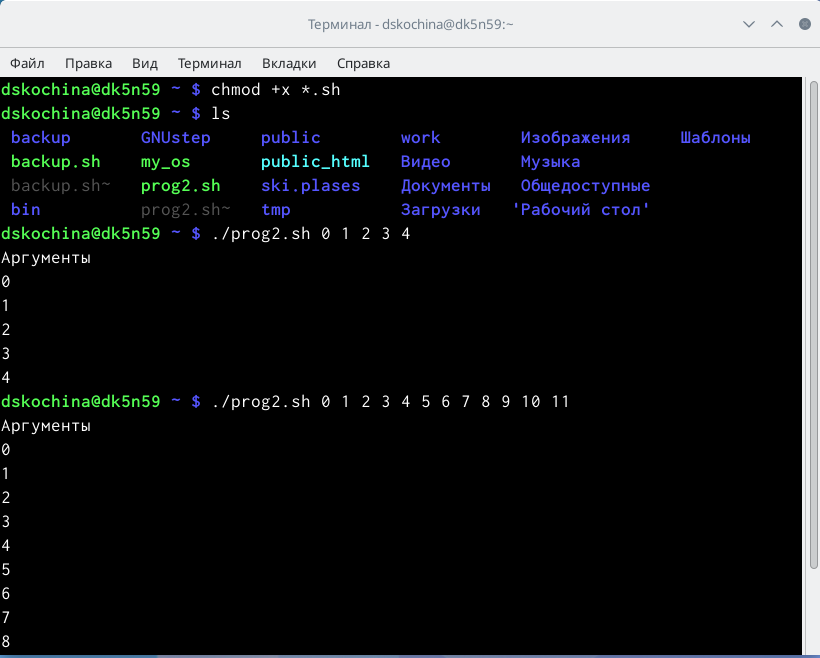 Терминал - dskochina@dk5n59:~
Файл Правка Вид Терминал Вкладки Справка
dskochina@dk5n59 ~ $ chmod +x *.sh
dskochina@dk5n59 ~ $ ls
backup GNUstep public work Изображения Шаблоны
backup.sh my_os public_html Видео Музыка
backup.sh~ prog2.sh ski.plases Документы Общедоступные
bin prog2.sh~ tmp Загрузки 'Рабочий стол'
dskochina@dk5n59 ~ $ ./prog2.sh 0 1 2 3 4
Аргументы
0
1
2
3
4
dskochina@dk5n59 ~ $ ./prog2.sh 0 1 2 3 4 5 6 7 8 9 10 11
Аргументы
0
1
2
3
4
5
6
7
8